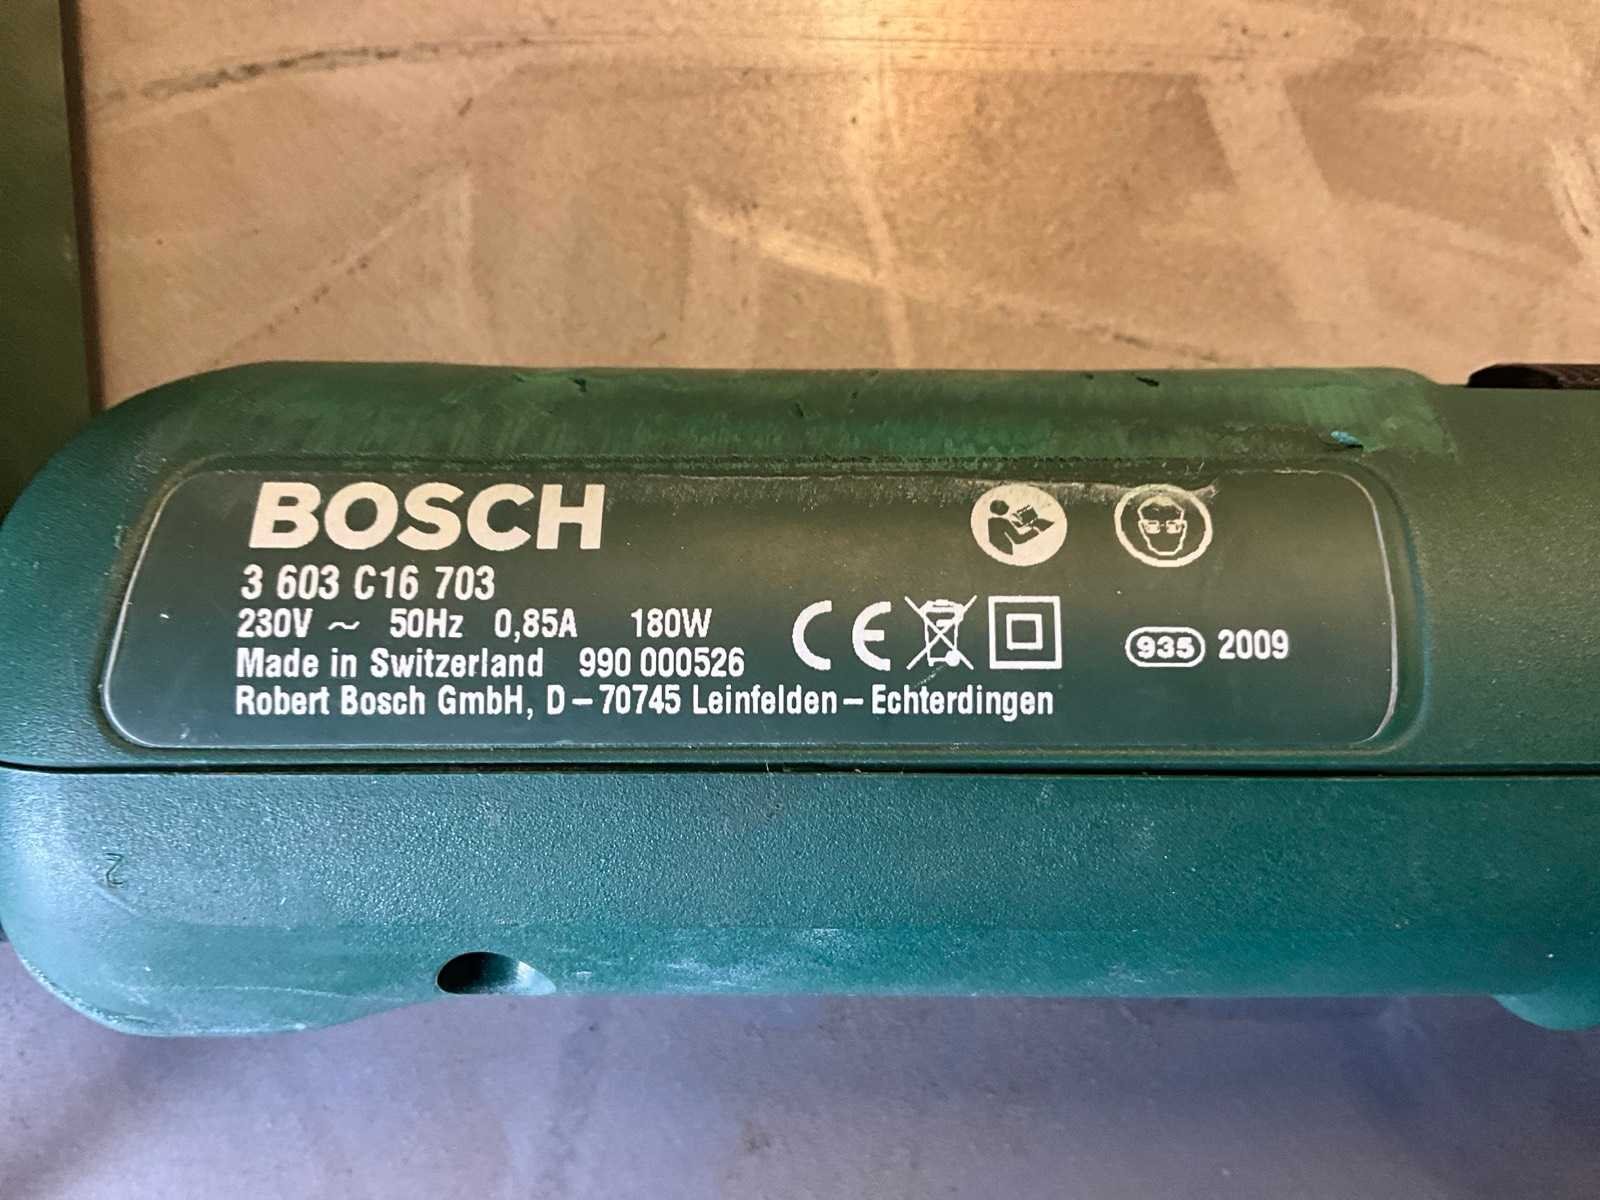 BOSCH
3 603 C16 703
230V ~ 50Hz 0,85A 180W
Made in Switzerland 990 000526
CE
935 2009
Robert Bosch GmbH, D-70745 Leinfelden-Echterdingen
Z